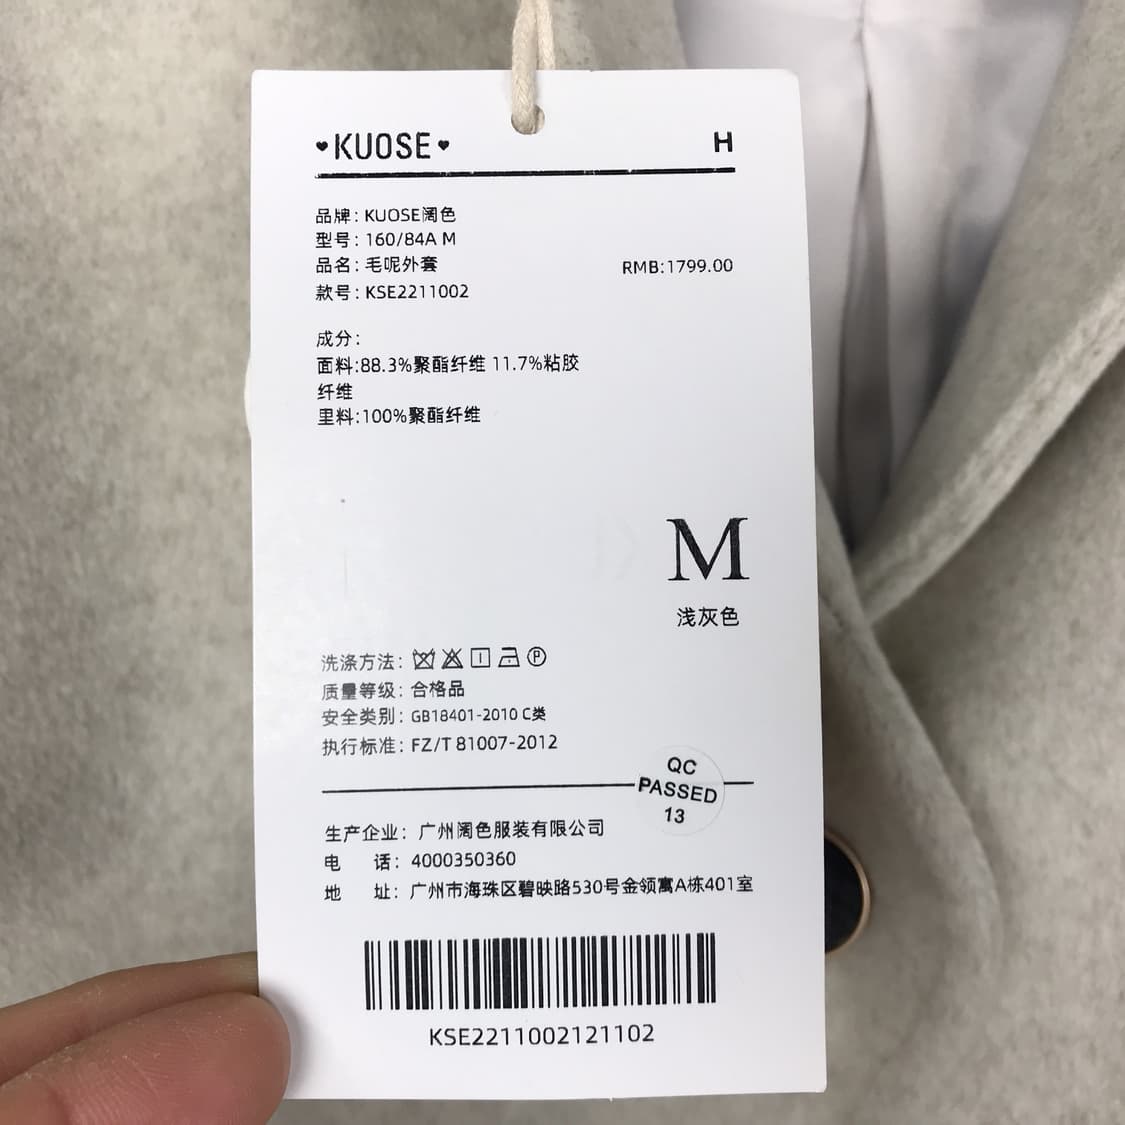 ♥KUOSE♥ H
品牌: KUOSE阔色
型号: 160/84A M
品名: 毛呢外套 RMB:1799.00
款号: KSE2211002
成分:
面料:88.3%聚酯纤维 11.7%粘胶
纤维
里料:100%聚酯纤维
M
浅灰色
洗涤方法:
质量等级: 合格品
安全类别: GB18401-2010 C类
执行标准: FZ/T 81007-2012
QC
PASSED
13
生产企业: 广州阔色服装有限公司
电 话: 4000350360
地 址: 广州市海珠区碧映路530号金领寓A栋401室
KSE2211002121102